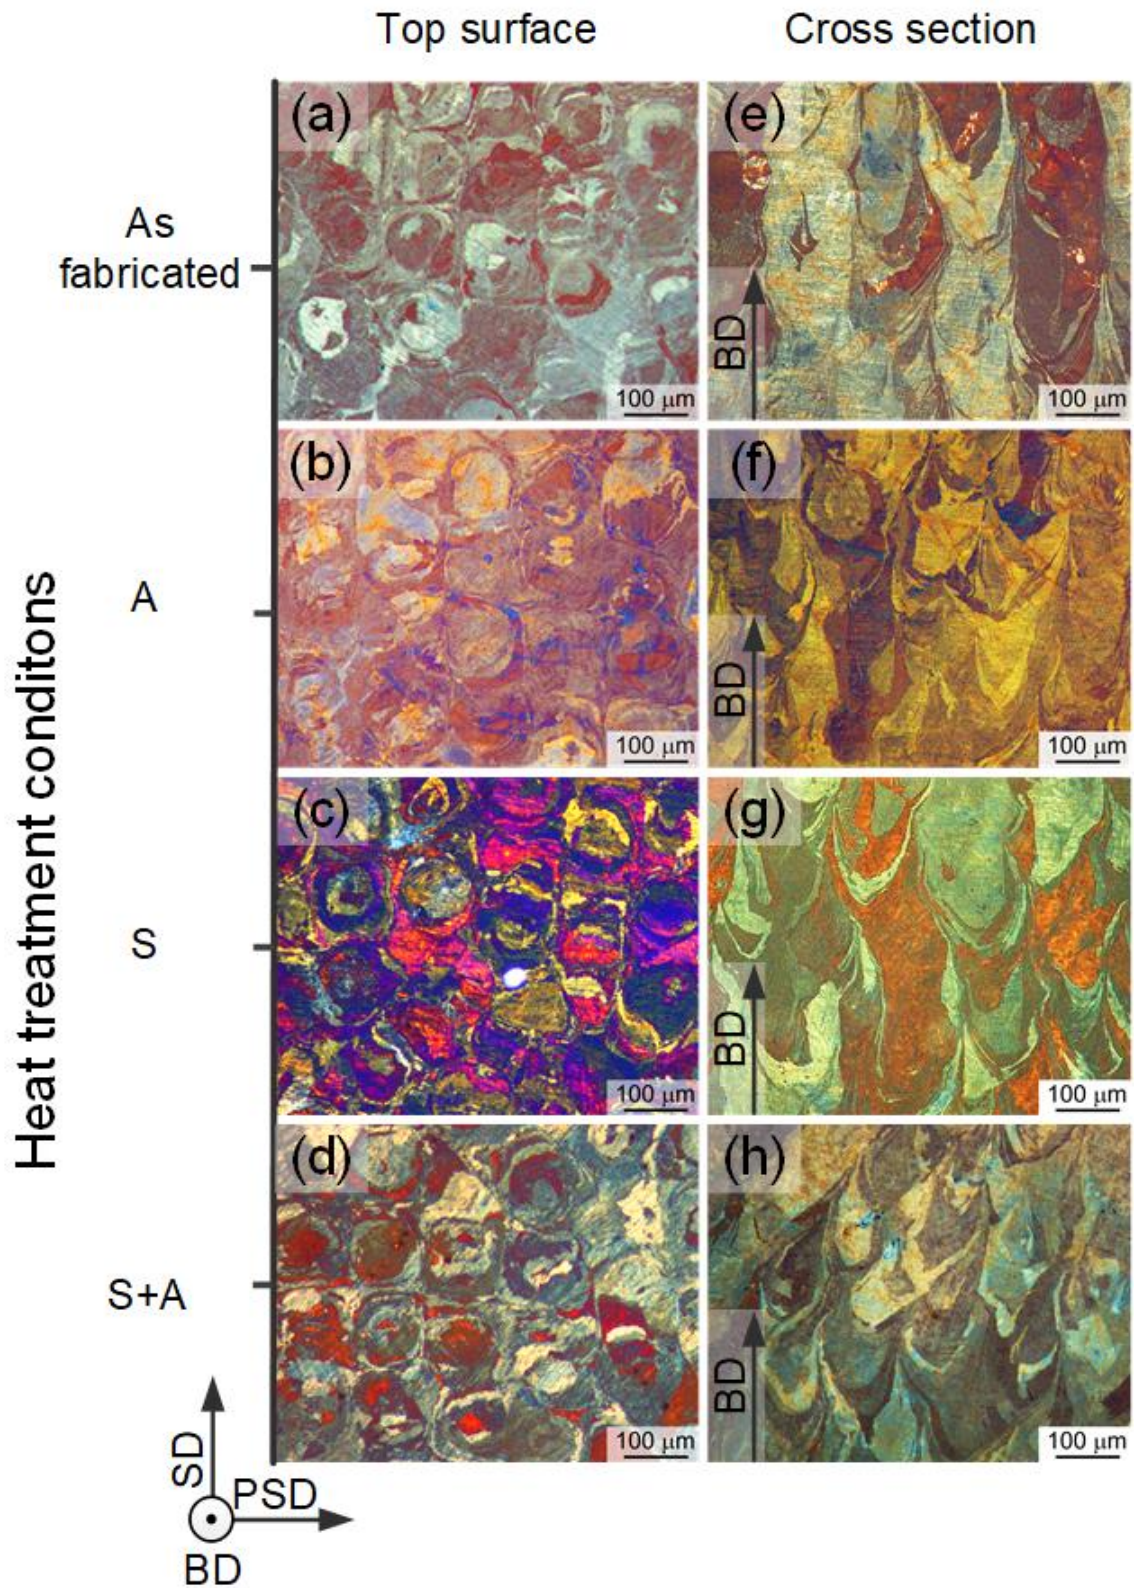 Top surface
Cross section
(a)
(e)
As
fabricated
BD
100 μm
100 μm
(b)
(f)
A
BD
100 μm
100 μm
Heat treatment conditons
(c)
(g)
S
BD
100 μm
100 μm
(d)
(h)
S+A
BD
100 μm
100 μm
SD
PSD
BD